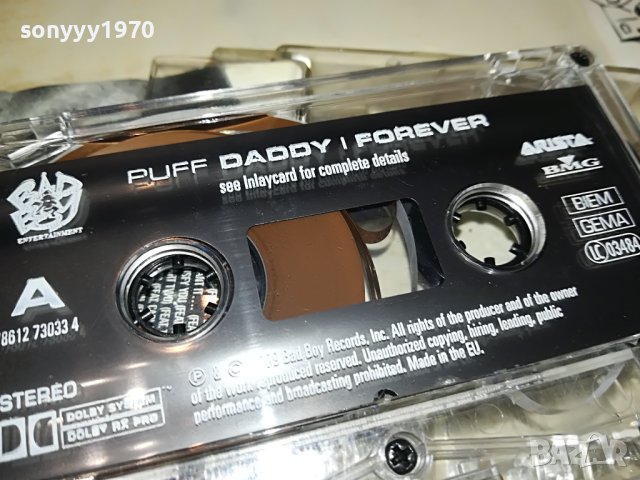 sonyyy1970
PUFF DADDY | FOREVER
see Inlaycard for complete details
BAD BOY
ENTERTAINMENT
ARISTA
BMG
BIEM
GEMA
LC 03484
A
78612 73033 4
STEREO
DOLBY SYSTEM
DOLBY HX PRO
Bad Boy Records, Inc. All rights of the producer and of the owner
of the work reproduced reserved. Unauthorized copying, hiring, lending, public
performance and broadcasting prohibited. Made in the EU.
BAZAR